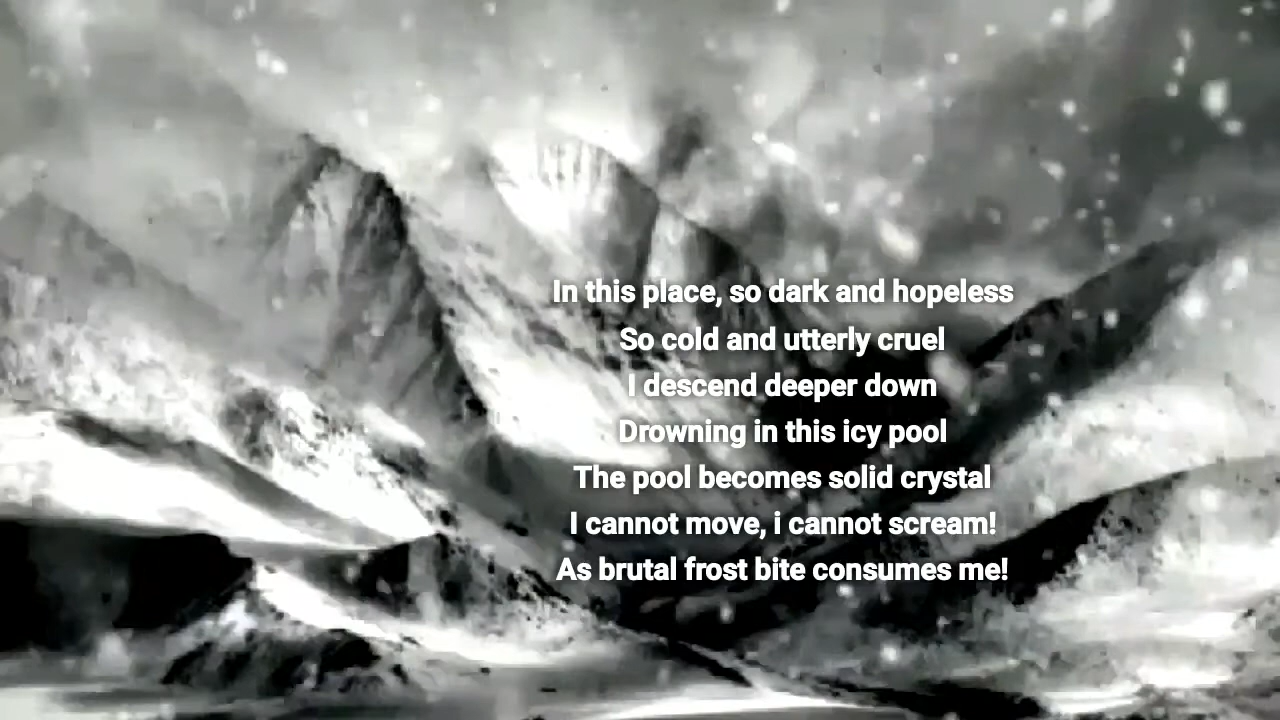 In this place, so dark and hopeless
So cold and utterly cruel
I descend deeper down
Drowning in this icy pool
The pool becomes solid crystal
I cannot move, i cannot scream!
As brutal frost bite consumes me!